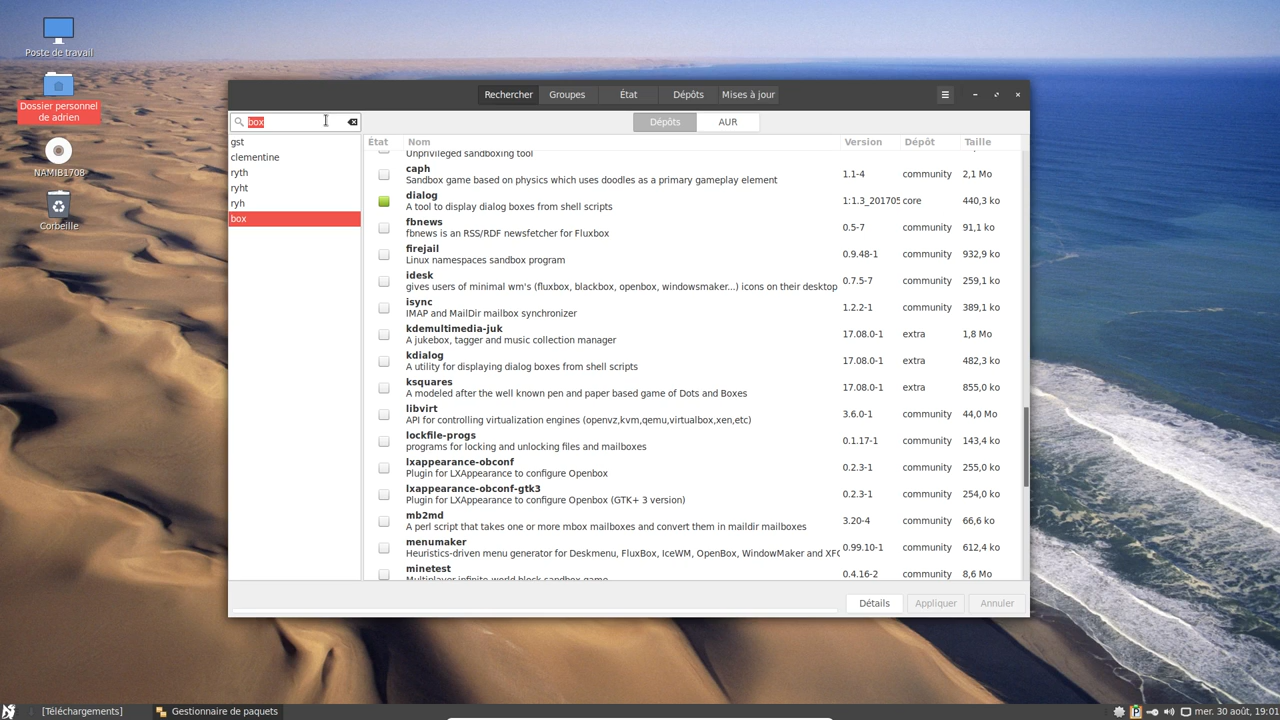 Poste de travail
Dossier personnel
de adrien
NAMIB1708
Corbeille
Rechercher
Groupes
État
Dépôts
Mises à jour
box
Dépôts
AUR
gst
clementine
ryth
ryht
ryh
box
État Nom Version Dépôt Taille
Unprivileged sandboxing tool
caph
Sandbox game based on physics which uses doodles as a primary gameplay element
1.1-4 community 2,1 Mo
dialog
A tool to display dialog boxes from shell scripts
1:1.3_201705 core 440,3 ko
fbnews
fbnews is an RSS/RDF newsfetcher for Fluxbox
0.5-7 community 91,1 ko
firejail
Linux namespaces sandbox program
0.9.48-1 community 932,9 ko
idesk
gives users of minimal wm's (fluxbox, blackbox, openbox, windowsmaker...) icons on their desktop
0.7.5-7 community 259,1 ko
isync
IMAP and MailDir mailbox synchronizer
1.2.2-1 community 389,1 ko
kdemultimedia-juk
A jukebox, tagger and music collection manager
17.08.0-1 extra 1,8 Mo
kdialog
A utility for displaying dialog boxes from shell scripts
17.08.0-1 extra 482,3 ko
ksquares
A modeled after the well known pen and paper based game of Dots and Boxes
17.08.0-1 extra 855,0 ko
libvirt
API for controlling virtualization engines (openvz,kvm,qemu,virtualbox,xen,etc)
3.6.0-1 community 44,0 Mo
lockfile-progs
programs for locking and unlocking files and mailboxes
0.1.17-1 community 143,4 ko
lxappearance-obconf
Plugin for LXAppearance to configure Openbox
0.2.3-1 community 255,0 ko
lxappearance-obconf-gtk3
Plugin for LXAppearance to configure Openbox (GTK+ 3 version)
0.2.3-1 community 254,0 ko
mb2md
A perl script that takes one or more mbox mailboxes and convert them in maildir mailboxes
3.20-4 community 66,6 ko
menumaker
Heuristics-driven menu generator for Deskmenu, FluxBox, IceWM, OpenBox, WindowMaker and XFC
0.99.10-1 community 612,4 ko
minetest
Multiplayer infinite-world block sandbox game
0.4.16-2 community 8,6 Mo
Détails
Appliquer
Annuler
[Téléchargements]
Gestionnaire de paquets
mer. 30 août, 19:01